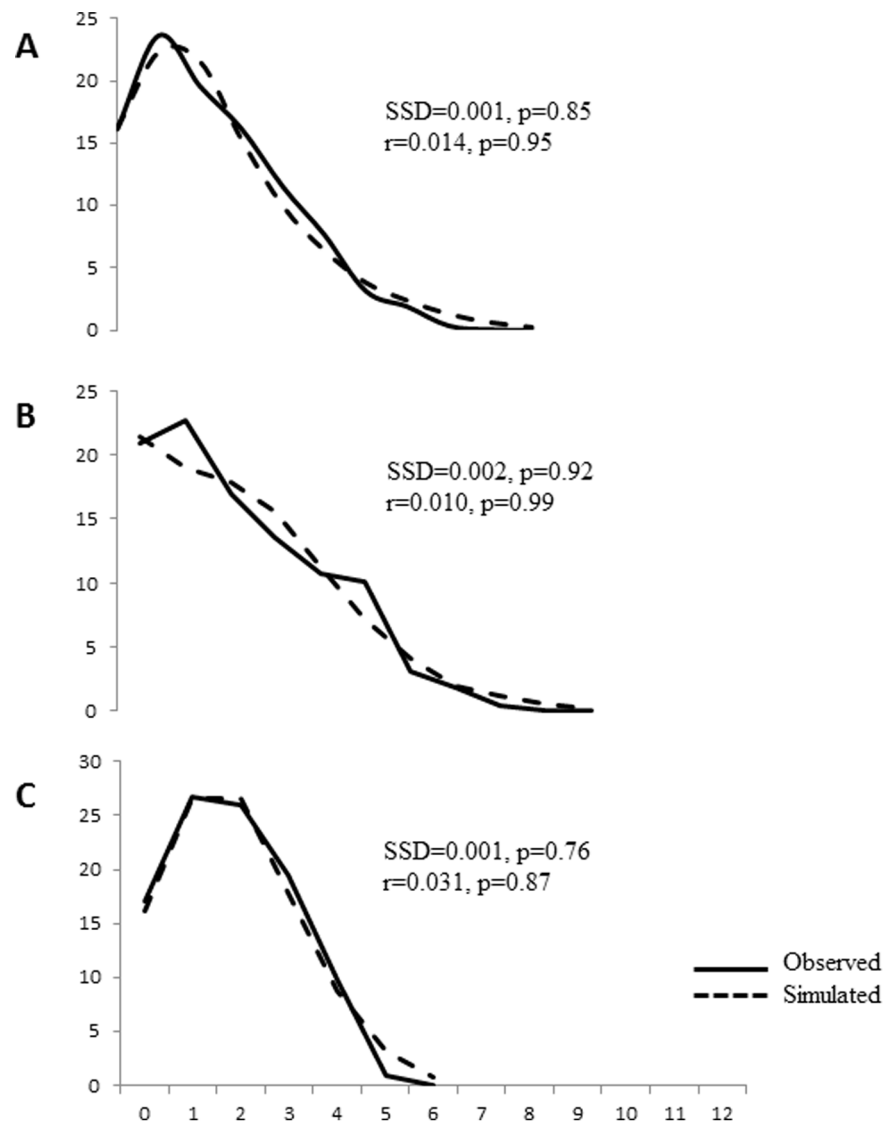 A
25
20
15
10
5
0
SSD=0.001, p=0.85
r=0.014, p=0.95
B
25
20
15
10
5
0
SSD=0.002, p=0.92
r=0.010, p=0.99
C
30
25
20
15
10
5
0
SSD=0.001, p=0.76
r=0.031, p=0.87
Observed
Simulated
0 1 2 3 4 5 6 7 8 9 10 11 12